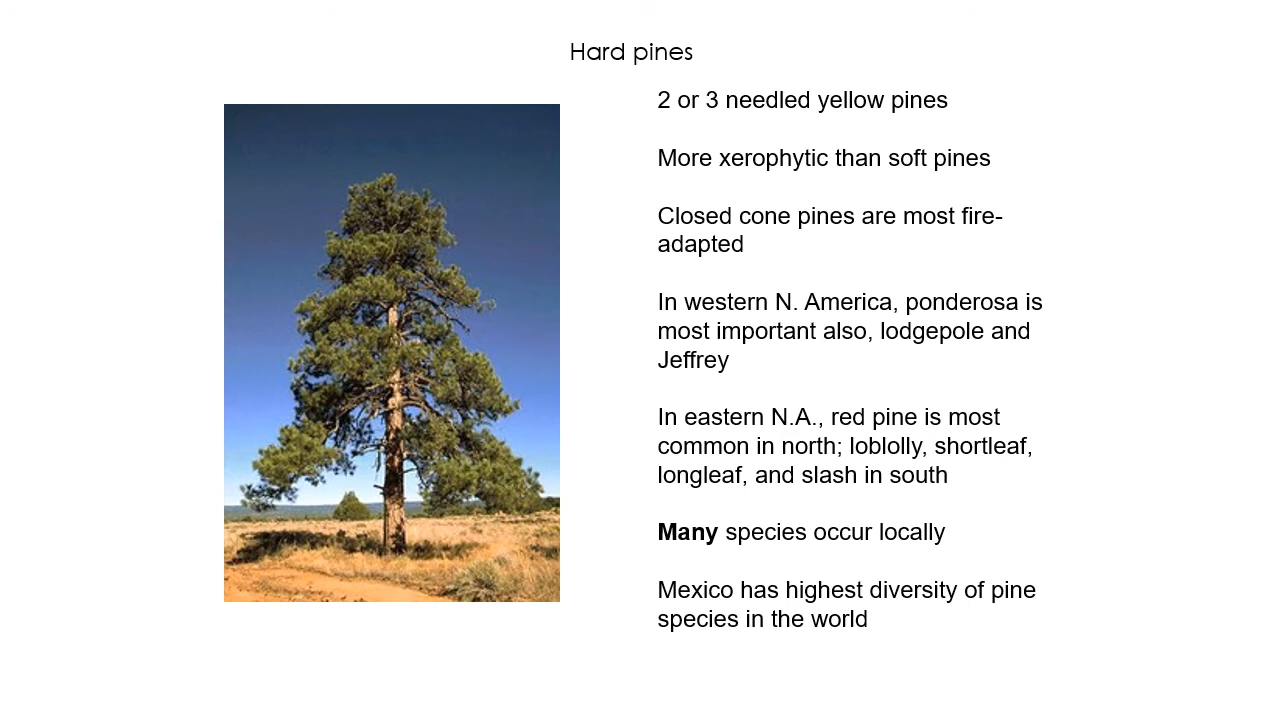 Hard pines
2 or 3 needled yellow pines
More xerophytic than soft pines
Closed cone pines are most fire-
adapted
In western N. America, ponderosa is
most important also, lodgepole and
Jeffrey
In eastern N.A., red pine is most
common in north; loblolly, shortleaf,
longleaf, and slash in south
Many species occur locally
Mexico has highest diversity of pine
species in the world